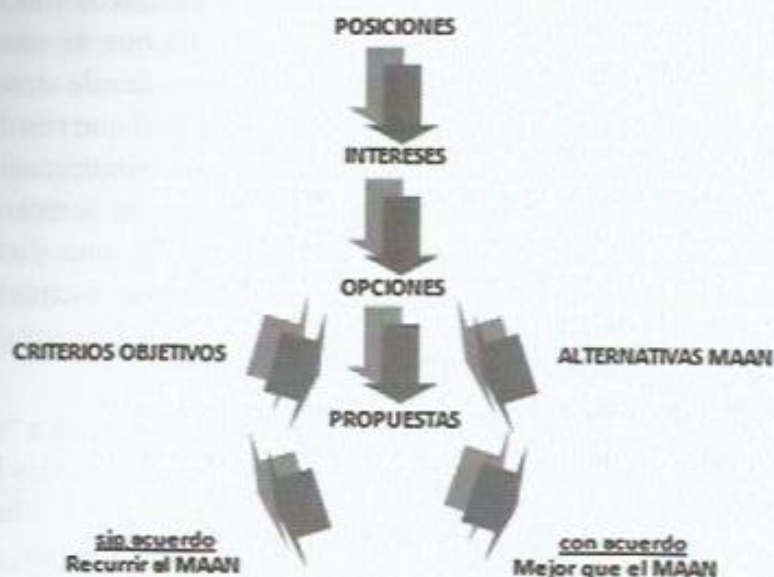 POSICIONES
INTERESES
OPCIONES
CRITERIOS OBJETIVOS
ALTERNATIVAS MAAN
PROPUESTAS
sin acuerdo
Recurrir al MAAN
con acuerdo
Mejor que el MAAN